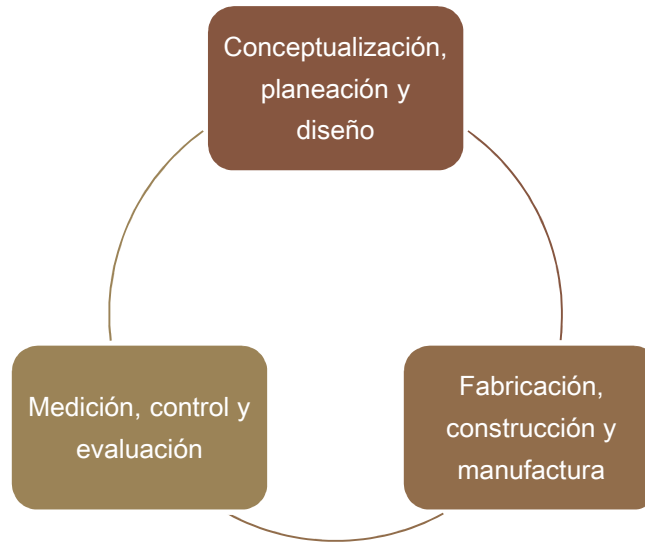 Conceptualización,
planeación y
diseño
Medición, control y
evaluación
Fabricación,
construcción y
manufactura